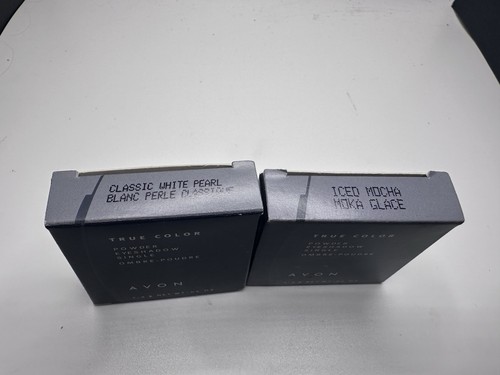 CLASSIC WHITE PEARL
BLANC PERLE CLASSIQUE
TRUE COLOR
POWDER
EYESHADOW
SINGLE
OMBRE-POUDRE
AVON
ICED MOCHA
MOKA GLACE
TRUE COLOR
POWDER
EYESHADOW
SINGLE
OMBRE-POUDRE
AVON